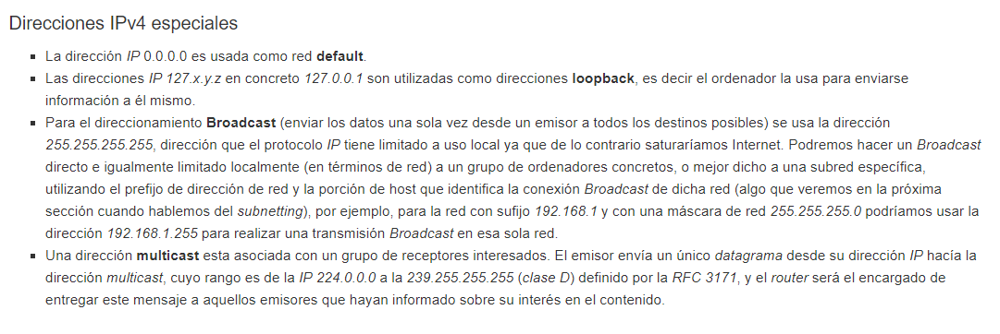 Direcciones IPv4 especiales
▪ La dirección IP 0.0.0.0 es usada como red default.
▪ Las direcciones IP 127.x.y.z en concreto 127.0.0.1 son utilizadas como direcciones loopback, es decir el ordenador la usa para enviarse
información a él mismo.
▪ Para el direccionamiento Broadcast (enviar los datos una sola vez desde un emisor a todos los destinos posibles) se usa la dirección
255.255.255.255, dirección que el protocolo IP tiene limitado a uso local ya que de lo contrario saturaríamos Internet. Podremos hacer un Broadcast
directo e igualmente limitado localmente (en términos de red) a un grupo de ordenadores concretos, o mejor dicho a una subred específica,
utilizando el prefijo de dirección de red y la porción de host que identifica la conexión Broadcast de dicha red (algo que veremos en la próxima
sección cuando hablemos del subnetting), por ejemplo, para la red con sufijo 192.168.1 y con una máscara de red 255.255.255.0 podríamos usar la
dirección 192.168.1.255 para realizar una transmisión Broadcast en esa sola red.
▪ Una dirección multicast esta asociada con un grupo de receptores interesados. El emisor envía un único datagrama desde su dirección IP hacía la
dirección multicast, cuyo rango es de la IP 224.0.0.0 a la 239.255.255.255 (clase D) definido por la RFC 3171, y el router será el encargado de
entregar este mensaje a aquellos emisores que hayan informado sobre su interés en el contenido.